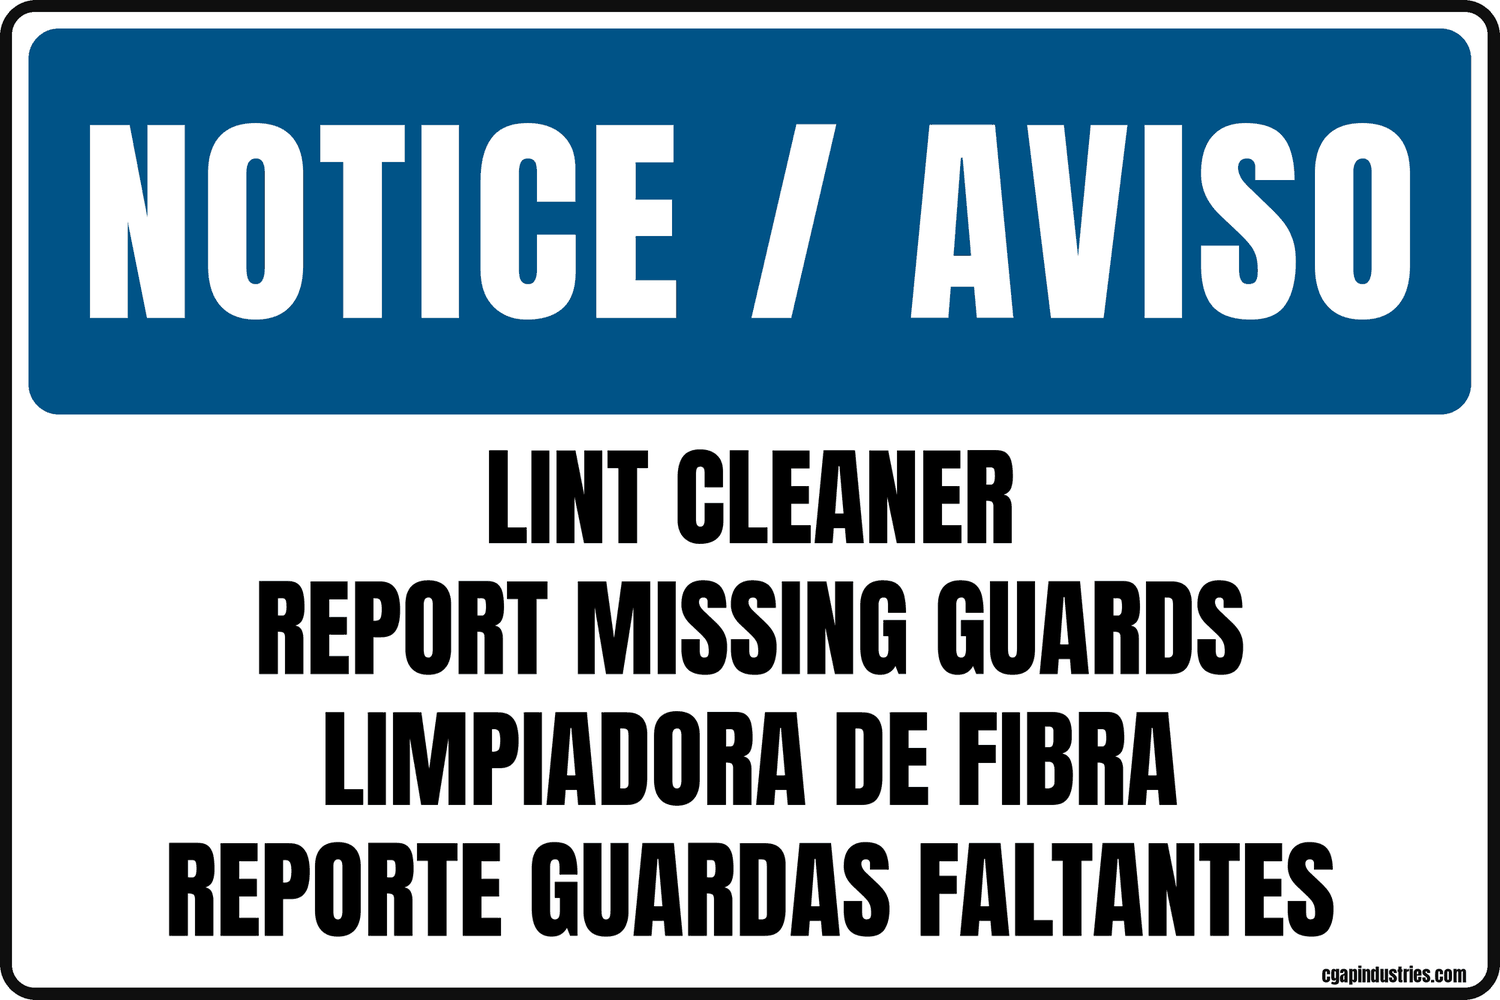 NOTICE / AVISO
LINT CLEANER
REPORT MISSING GUARDS
LIMPIADORA DE FIBRA
REPORTE GUARDAS FALTANTES
cgapindustries.com